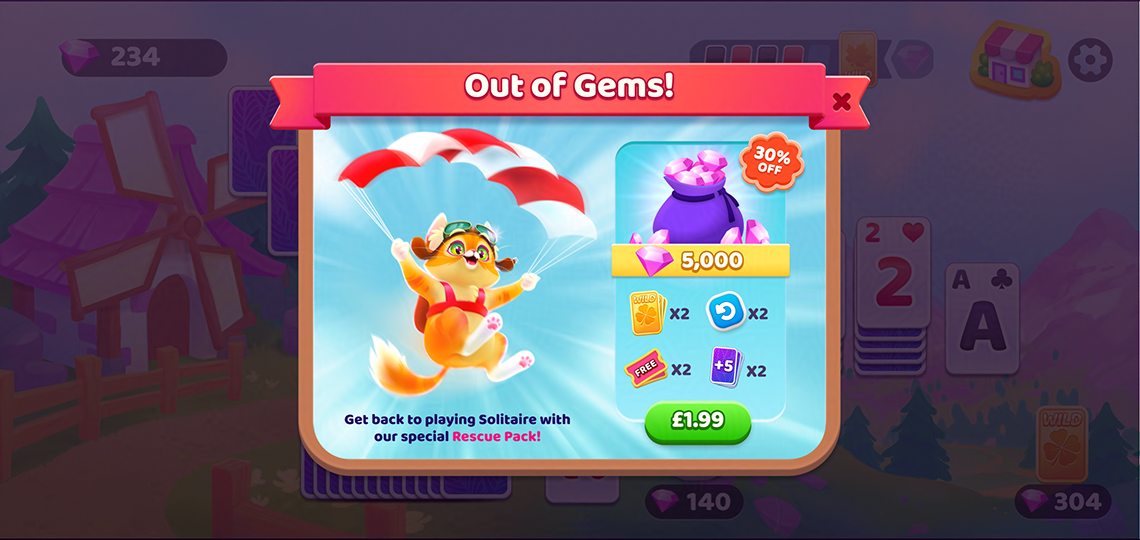 234
Out of Gems!
30%
OFF
5,000
WILD
X2
X2
FREE
X2
+5
X2
£1.99
Get back to playing Solitaire with
our special Rescue Pack!
2
2
A
A
WILD
140
304